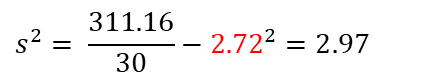 s² = 311.16/30 − 2.72² = 2.97